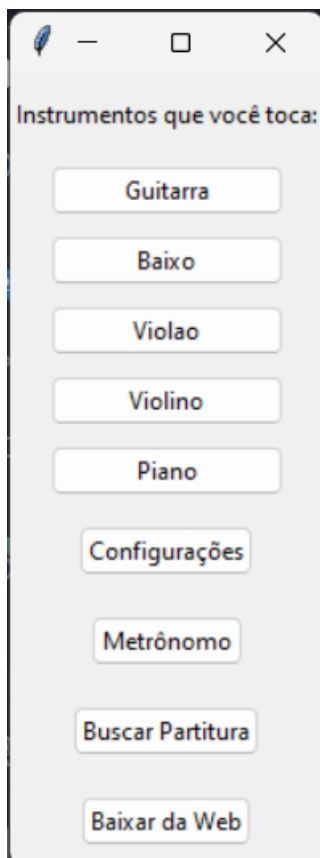 Instrumentos que você toca:
Guitarra
Baixo
Violao
Violino
Piano
Configurações
Metrônomo
Buscar Partitura
Baixar da Web